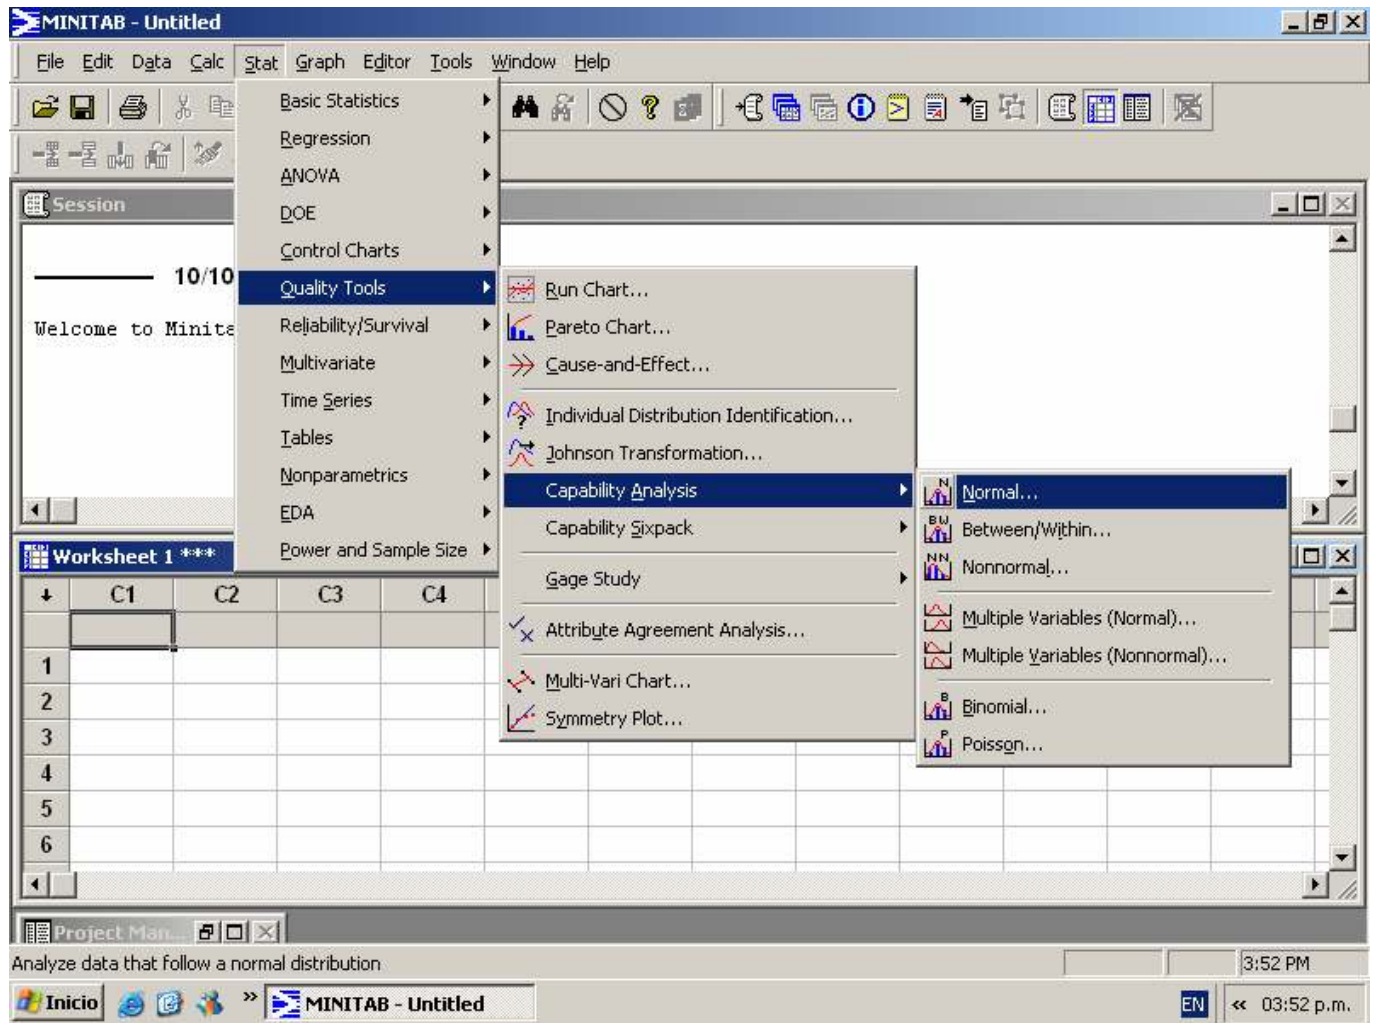 MINITAB - Untitled
File Edit Data Calc Stat Graph Editor Tools Window Help
Session
10/10
Welcome to Minita
Basic Statistics
Regression
ANOVA
DOE
Control Charts
Quality Tools
Reliability/Survival
Multivariate
Time Series
Tables
Nonparametrics
EDA
Power and Sample Size
Run Chart...
Pareto Chart...
Cause-and-Effect...
Individual Distribution Identification...
Johnson Transformation...
Capability Analysis
Capability Sixpack
Gage Study
Attribute Agreement Analysis...
Multi-Vari Chart...
Symmetry Plot...
N Normal...
BW Between/Within...
NN Nonnormal...
Multiple Variables (Normal)...
Multiple Variables (Nonnormal)...
B Binomial...
P Poisson...
Worksheet 1 ***
C1 C2 C3 C4
1
2
3
4
5
6
Project Man...
Analyze data that follow a normal distribution
3:52 PM
Inicio
» MINITAB - Untitled
EN
« 03:52 p.m.